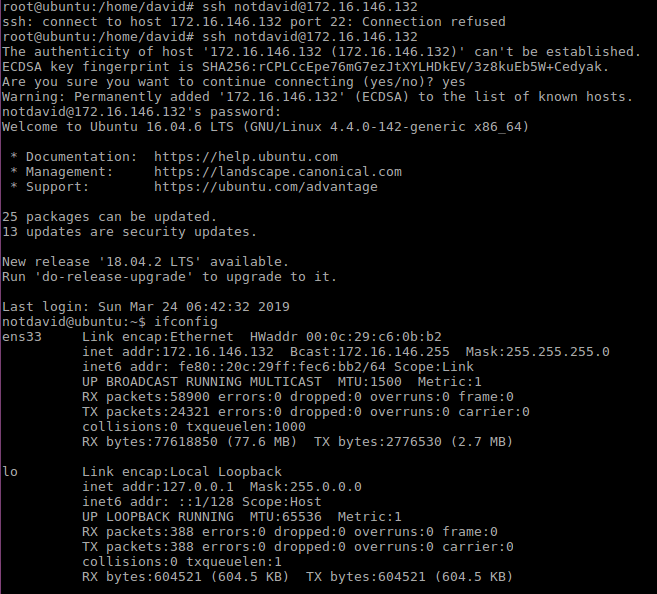 root@ubuntu:/home/david# ssh notdavid@172.16.146.132
ssh: connect to host 172.16.146.132 port 22: Connection refused
root@ubuntu:/home/david# ssh notdavid@172.16.146.132
The authenticity of host '172.16.146.132 (172.16.146.132)' can't be established.
ECDSA key fingerprint is SHA256:rCPLCcEpe76mG7ezJtXYLHDkEV/3z8kuEb5W+Cedyak.
Are you sure you want to continue connecting (yes/no)? yes
Warning: Permanently added '172.16.146.132' (ECDSA) to the list of known hosts.
notdavid@172.16.146.132's password:
Welcome to Ubuntu 16.04.6 LTS (GNU/Linux 4.4.0-142-generic x86_64)

 * Documentation:  https://help.ubuntu.com
 * Management:     https://landscape.canonical.com
 * Support:        https://ubuntu.com/advantage

25 packages can be updated.
13 updates are security updates.

New release '18.04.2 LTS' available.
Run 'do-release-upgrade' to upgrade to it.

Last login: Sun Mar 24 06:42:32 2019
notdavid@ubuntu:~$ ifconfig
ens33     Link encap:Ethernet  HWaddr 00:0c:29:c6:0b:b2
          inet addr:172.16.146.132  Bcast:172.16.146.255  Mask:255.255.255.0
          inet6 addr: fe80::20c:29ff:fec6:bb2/64 Scope:Link
          UP BROADCAST RUNNING MULTICAST  MTU:1500  Metric:1
          RX packets:58900 errors:0 dropped:0 overruns:0 frame:0
          TX packets:24321 errors:0 dropped:0 overruns:0 carrier:0
          collisions:0 txqueuelen:1000
          RX bytes:77618850 (77.6 MB)  TX bytes:2776530 (2.7 MB)

lo        Link encap:Local Loopback
          inet addr:127.0.0.1  Mask:255.0.0.0
          inet6 addr: ::1/128 Scope:Host
          UP LOOPBACK RUNNING  MTU:65536  Metric:1
          RX packets:388 errors:0 dropped:0 overruns:0 frame:0
          TX packets:388 errors:0 dropped:0 overruns:0 carrier:0
          collisions:0 txqueuelen:1
          RX bytes:604521 (604.5 KB)  TX bytes:604521 (604.5 KB)